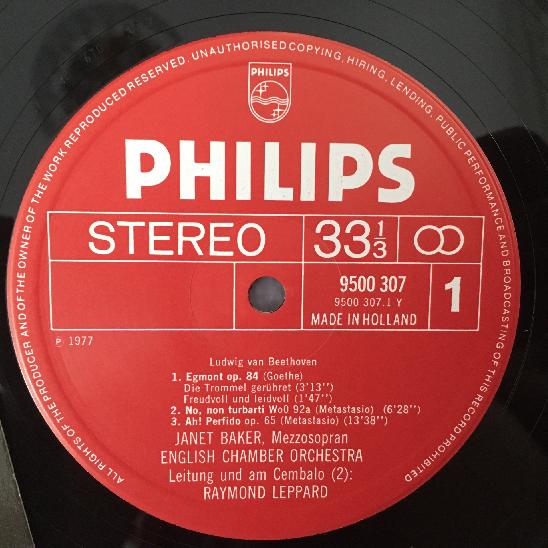 ALL RIGHTS OF THE PRODUCER AND OF THE OWNER OF THE WORK REPRODUCED RESERVED. UNAUTHORISED COPYING, HIRING, LENDING, PUBLIC PERFORMANCE AND BROADCASTING OF THIS RECORD PROHIBITED
PHILIPS
PHILIPS
STEREO 33 1/3
9500 307
9500 307.1 Y
MADE IN HOLLAND
1
℗ 1977
Ludwig van Beethoven
1. Egmont op. 84 (Goethe)
Die Trommel gerühret (3'13'')
Freudvoll und leidvoll (1'47'')
2. No, non turbarti WoO 92a (Metastasio) (6'28'')
3. Ah! Perfido op. 65 (Metastasio) (13'38'')
JANET BAKER, Mezzosopran
ENGLISH CHAMBER ORCHESTRA
Leitung und am Cembalo (2):
RAYMOND LEPPARD